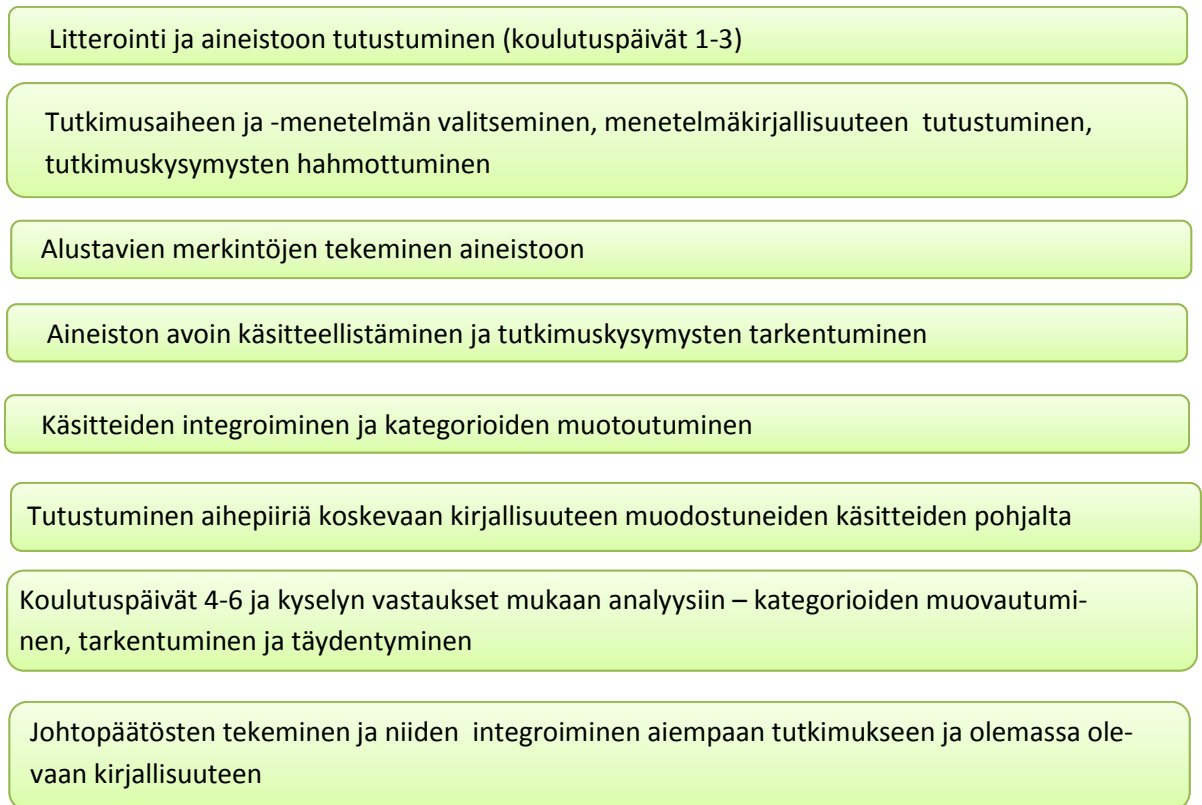 Litterointi ja aineistoon tutustuminen (koulutuspäivät 1-3)
Tutkimusaiheen ja -menetelmän valitseminen, menetelmäkirjallisuuteen tutustuminen,
tutkimuskysymysten hahmottuminen
Alustavien merkintöjen tekeminen aineistoon
Aineiston avoin käsitteellistäminen ja tutkimuskysymysten tarkentuminen
Käsitteiden integroiminen ja kategorioiden muotoutuminen
Tutustuminen aihepiiriä koskevaan kirjallisuuteen muodostuneiden käsitteiden pohjalta
Koulutuspäivät 4-6 ja kyselyn vastaukset mukaan analyysiin – kategorioiden muovautumi-
nen, tarkentuminen ja täydentyminen
Johtopäätösten tekeminen ja niiden integroiminen aiempaan tutkimukseen ja olemassa ole-
vaan kirjallisuuteen